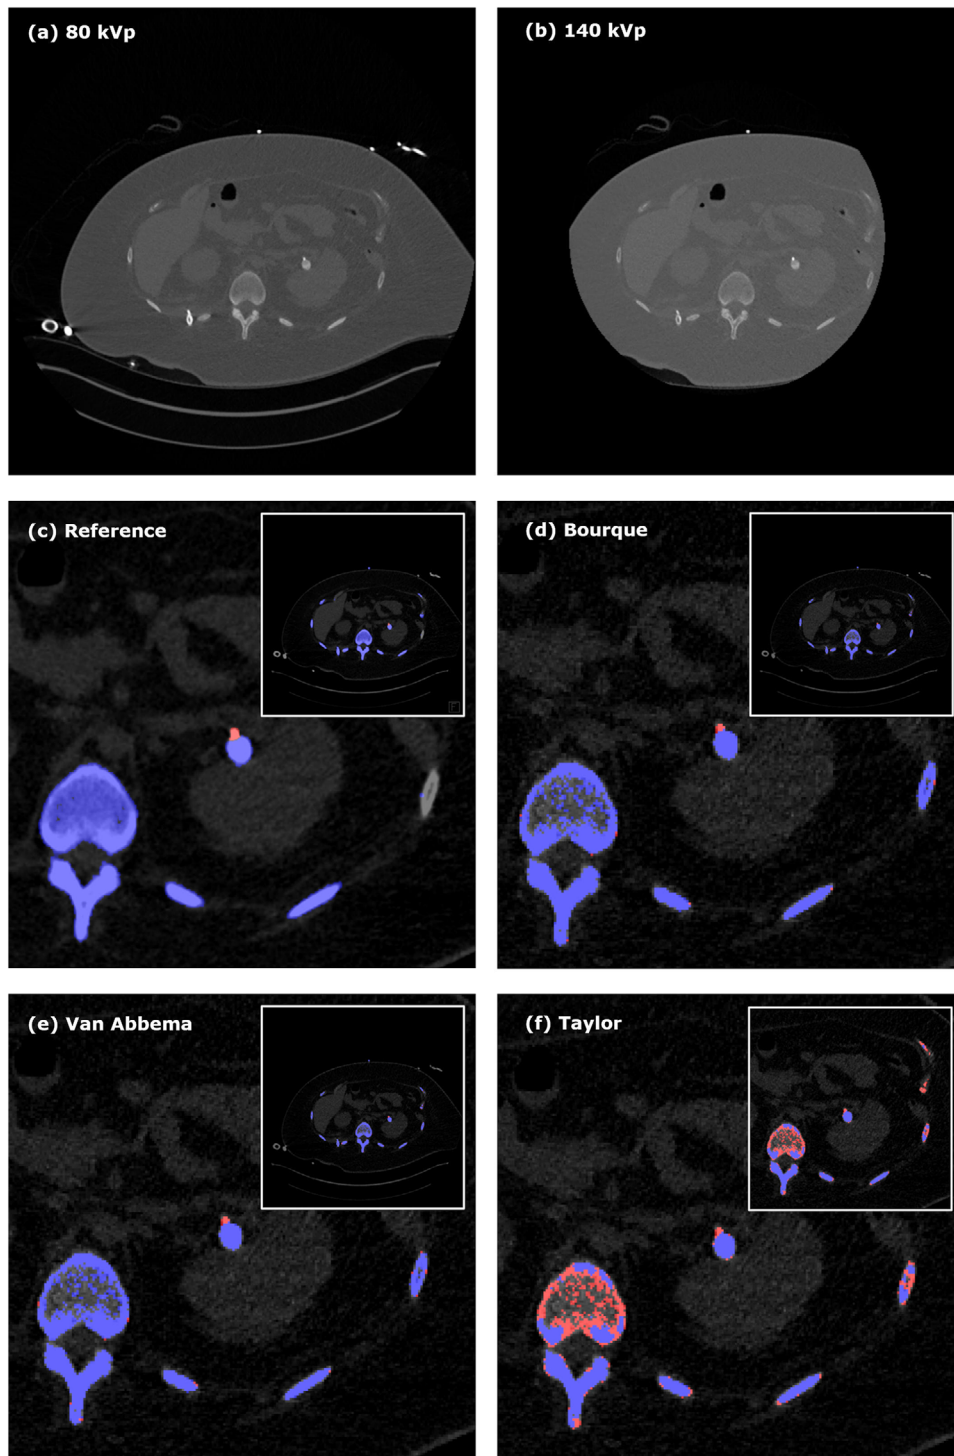 (a) 80 kVp
(b) 140 kVp
(c) Reference
(d) Bourque
(e) Van Abbema
(f) Taylor